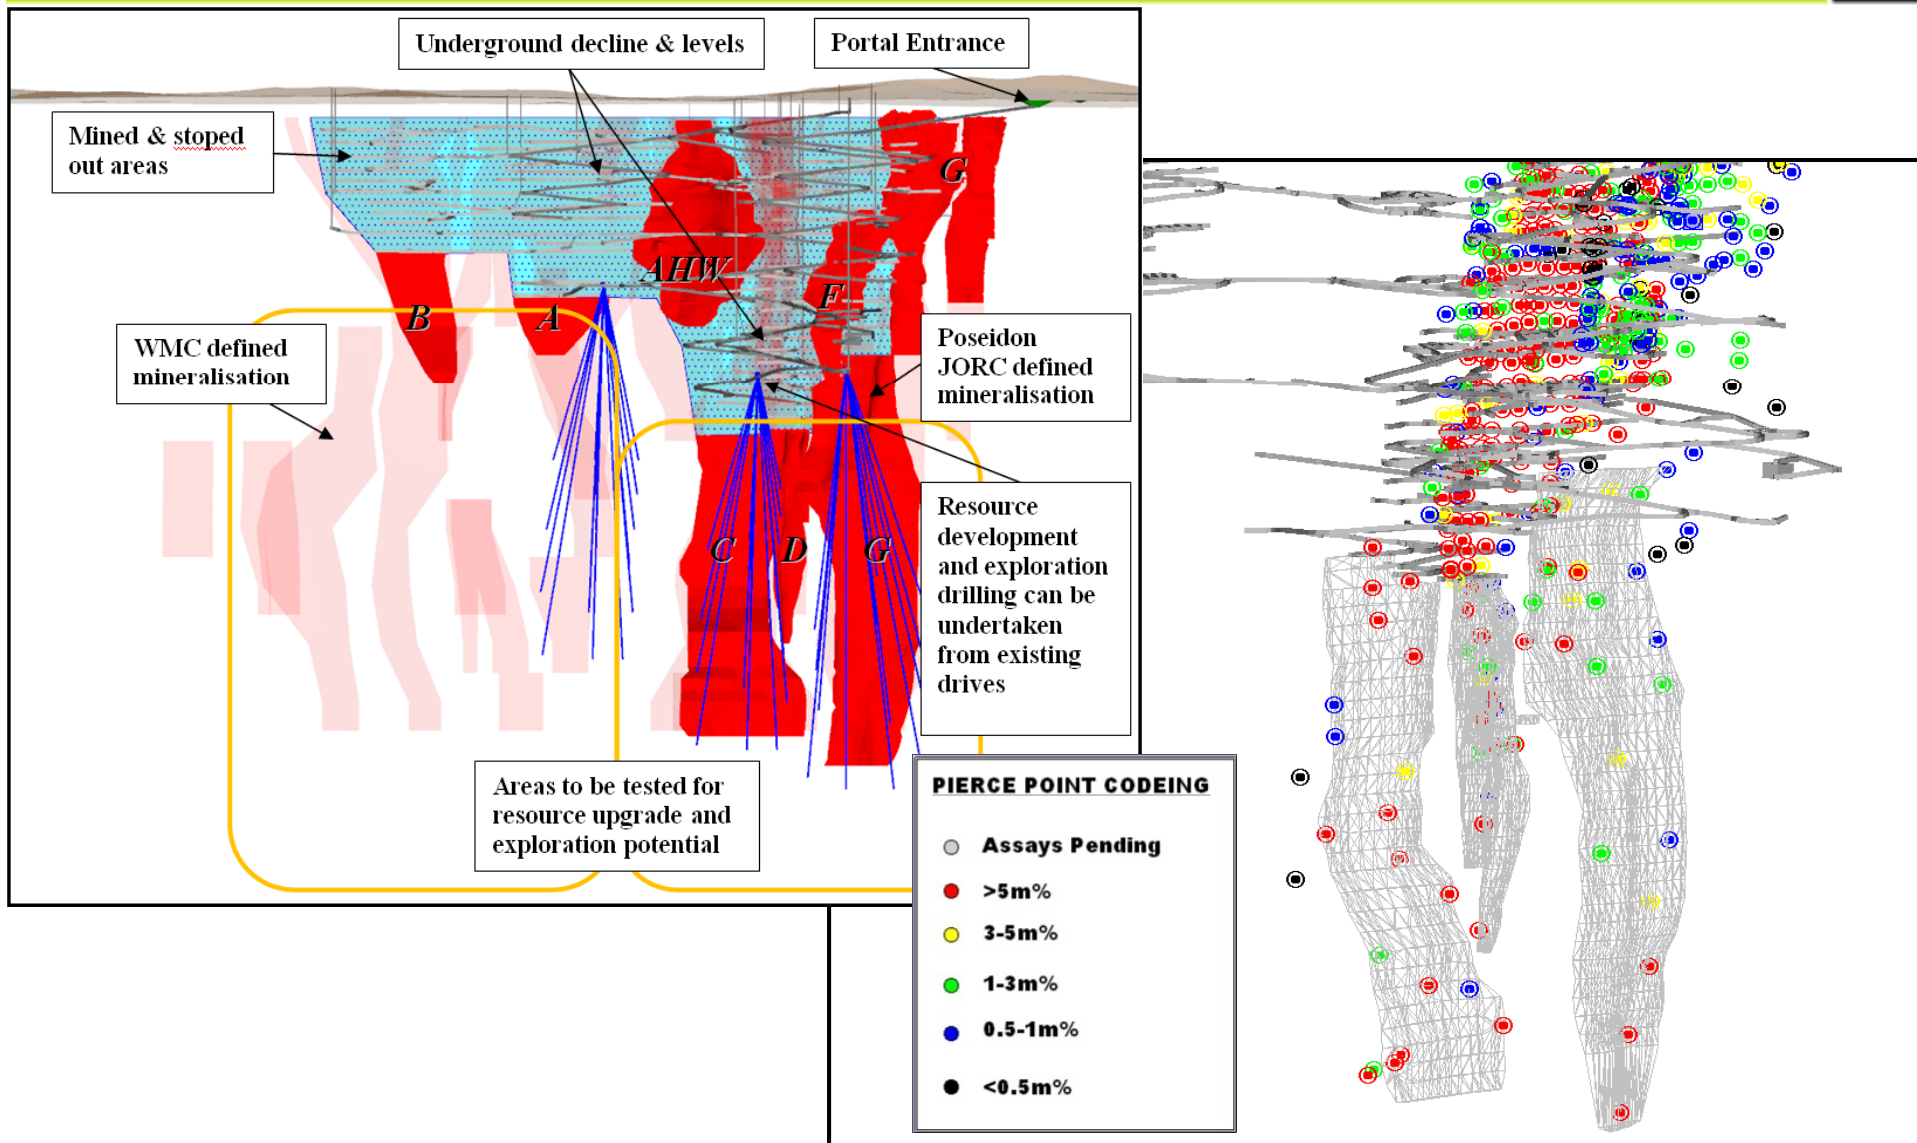 Underground decline & levels
Portal Entrance
Mined & stoped
out areas
G
AHW
F
B
A
WMC defined
mineralisation
Poseidon
JORC defined
mineralisation
Resource
development
and exploration
drilling can be
undertaken
from existing
drives
C
D
G
Areas to be tested for
resource upgrade and
exploration potential
PIERCE POINT CODEING
Assays Pending
>5m%
3-5m%
1-3m%
0.5-1m%
<0.5m%